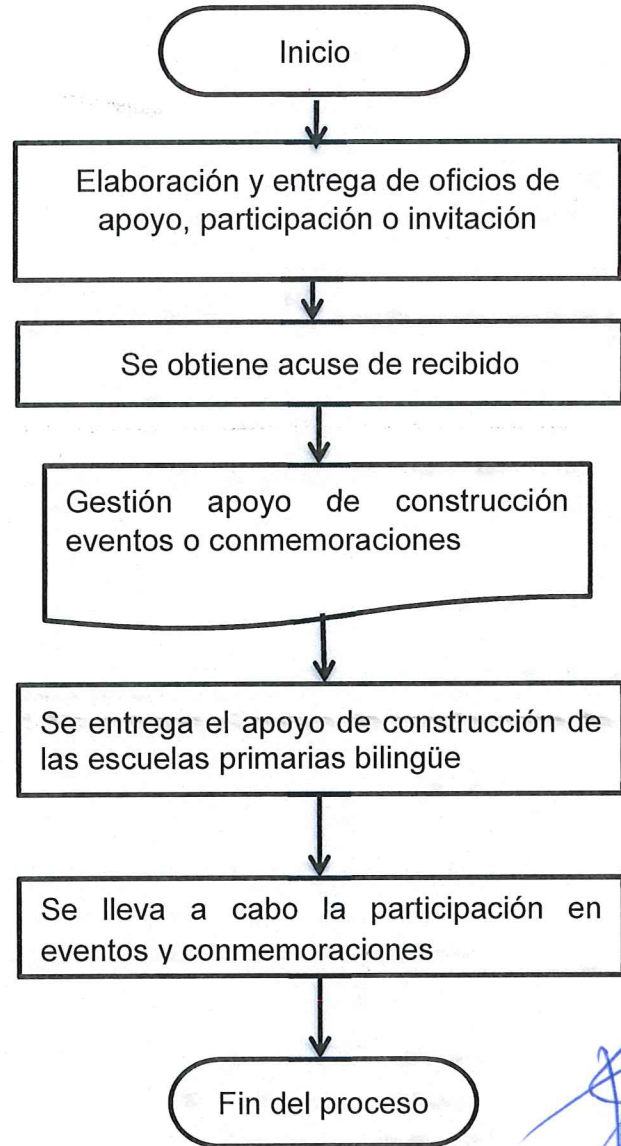 Inicio
Elaboración y entrega de oficios de
apoyo, participación o invitación
Se obtiene acuse de recibido
Gestión apoyo de construcción
eventos o conmemoraciones
Se entrega el apoyo de construcción de
las escuelas primarias bilingüe
Se lleva a cabo la participación en
eventos y conmemoraciones
Fin del proceso